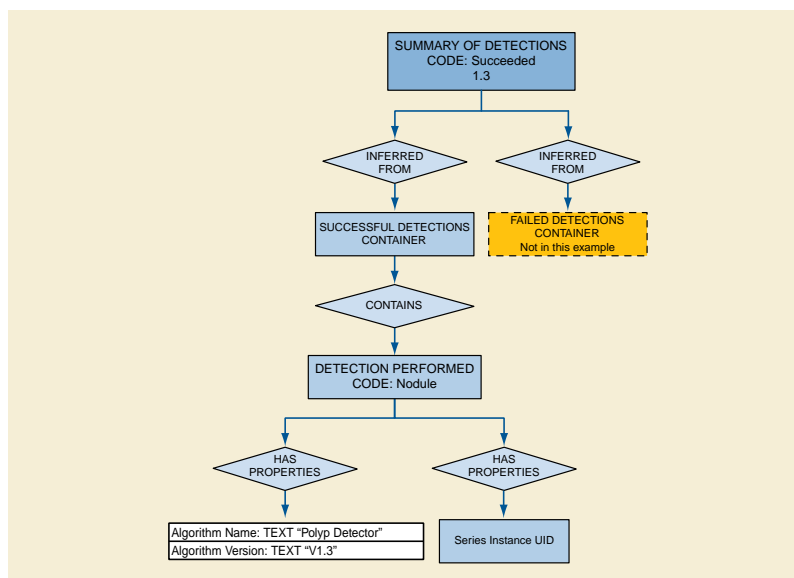 SUMMARY OF DETECTIONS
CODE: Succeeded
1.3
INFERRED
FROM
INFERRED
FROM
SUCCESSFUL DETECTIONS
CONTAINER
FAILED DETECTIONS
CONTAINER
Not in this example
CONTAINS
DETECTION PERFORMED
CODE: Nodule
HAS
PROPERTIES
HAS
PROPERTIES
Algorithm Name: TEXT “Polyp Detector”
Algorithm Version: TEXT “V1.3”
Series Instance UID